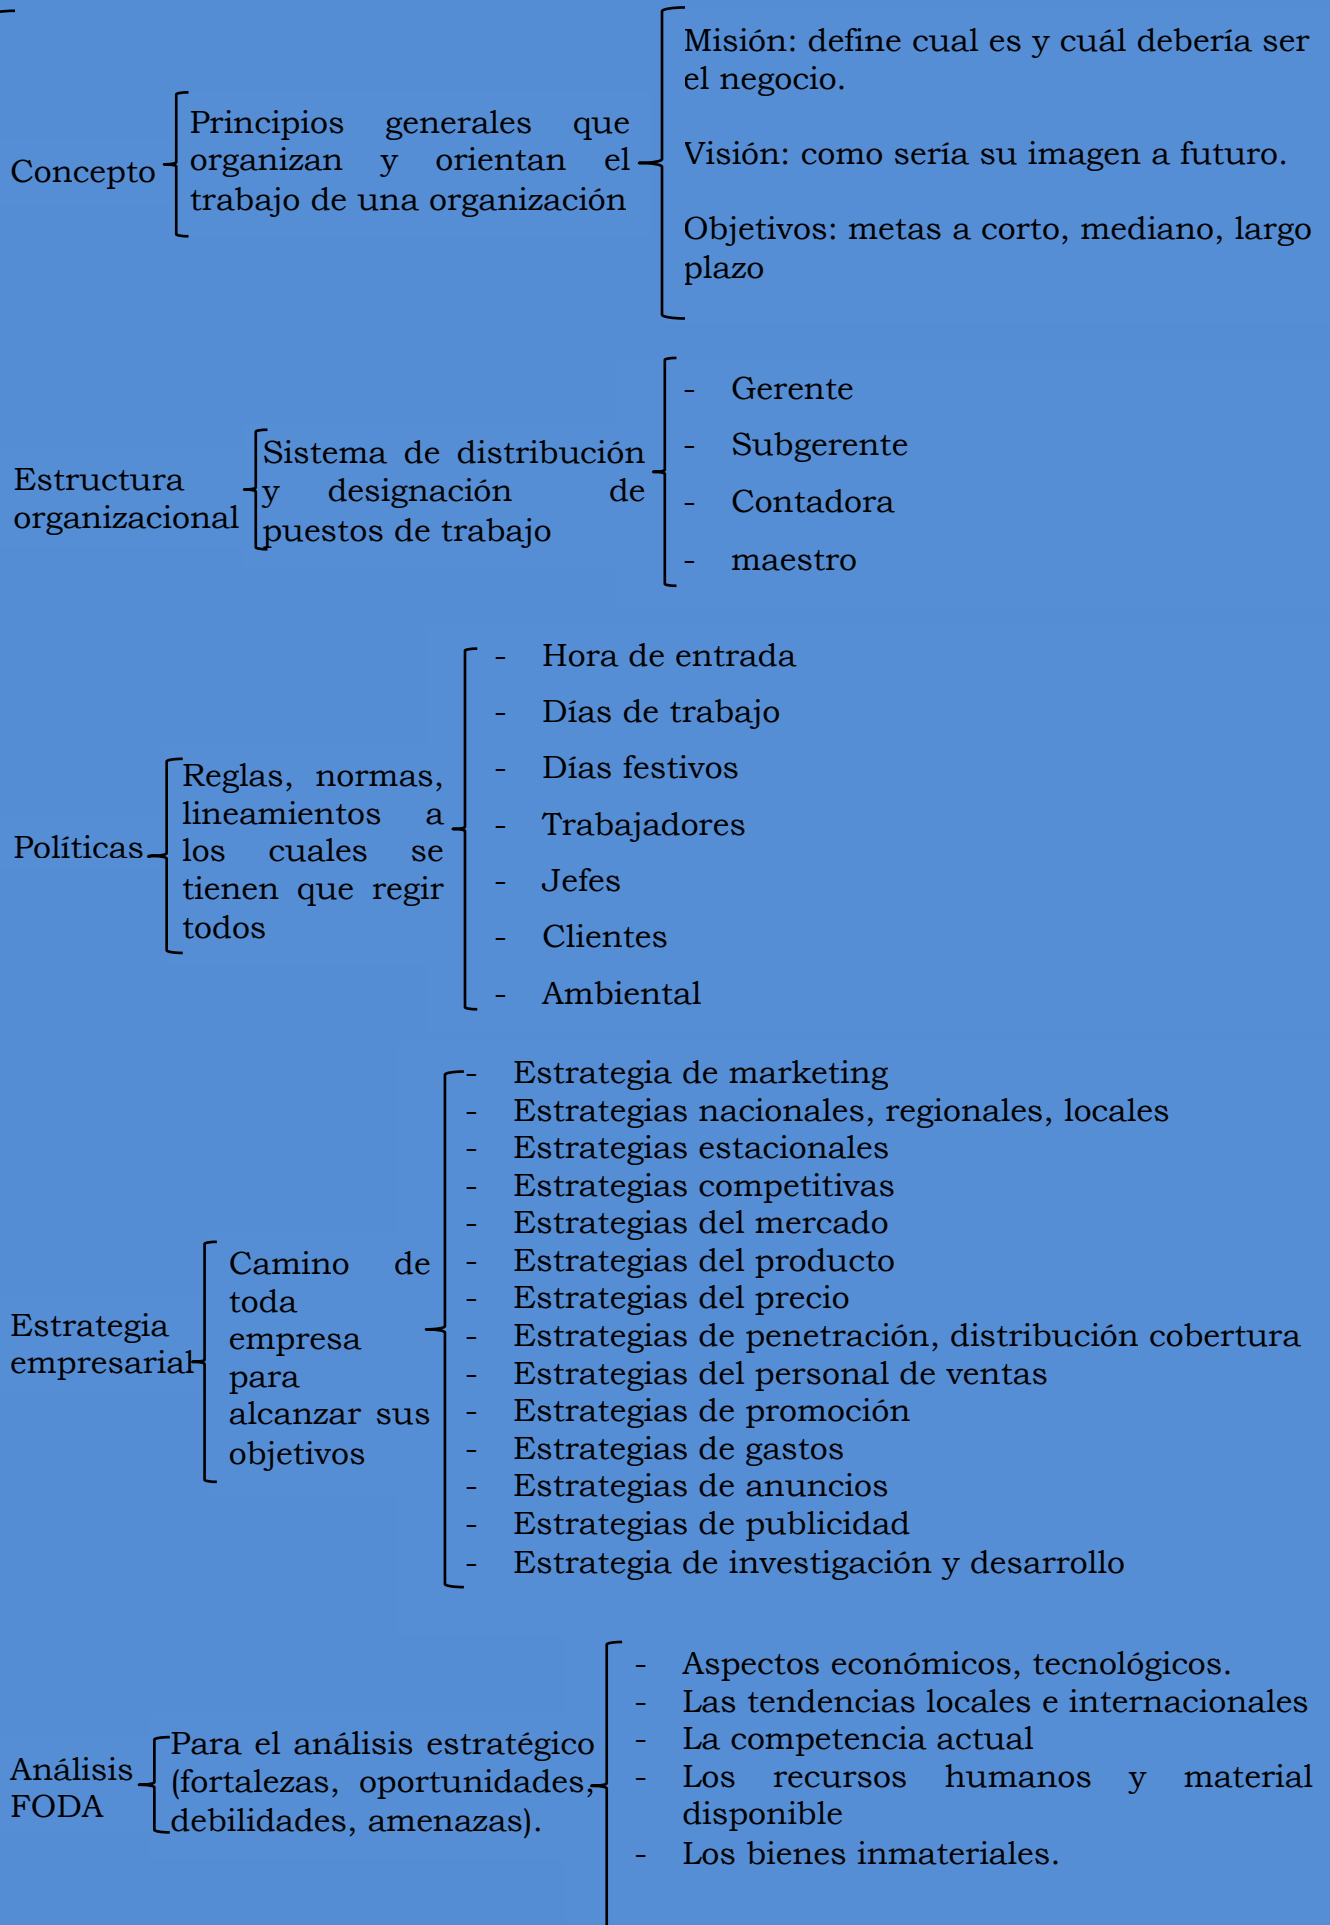 Concepto
Principios generales que
organizan y orientan el
trabajo de una organización
Misión: define cual es y cuál debería ser
el negocio.
Visión: como sería su imagen a futuro.
Objetivos: metas a corto, mediano, largo
plazo
Estructura
organizacional
Sistema de distribución
y designación de
puestos de trabajo
- Gerente
- Subgerente
- Contadora
- maestro
Políticas
Reglas, normas,
lineamientos a
los cuales se
tienen que regir
todos
- Hora de entrada
- Días de trabajo
- Días festivos
- Trabajadores
- Jefes
- Clientes
- Ambiental
Estrategia
empresarial
Camino de
toda
empresa
para
alcanzar sus
objetivos
- Estrategia de marketing
- Estrategias nacionales, regionales, locales
- Estrategias estacionales
- Estrategias competitivas
- Estrategias del mercado
- Estrategias del producto
- Estrategias del precio
- Estrategias de penetración, distribución cobertura
- Estrategias del personal de ventas
- Estrategias de promoción
- Estrategias de gastos
- Estrategias de anuncios
- Estrategias de publicidad
- Estrategia de investigación y desarrollo
Análisis
FODA
Para el análisis estratégico
(fortalezas, oportunidades,
debilidades, amenazas).
- Aspectos económicos, tecnológicos.
- Las tendencias locales e internacionales
- La competencia actual
- Los recursos humanos y material
disponible
- Los bienes inmateriales.